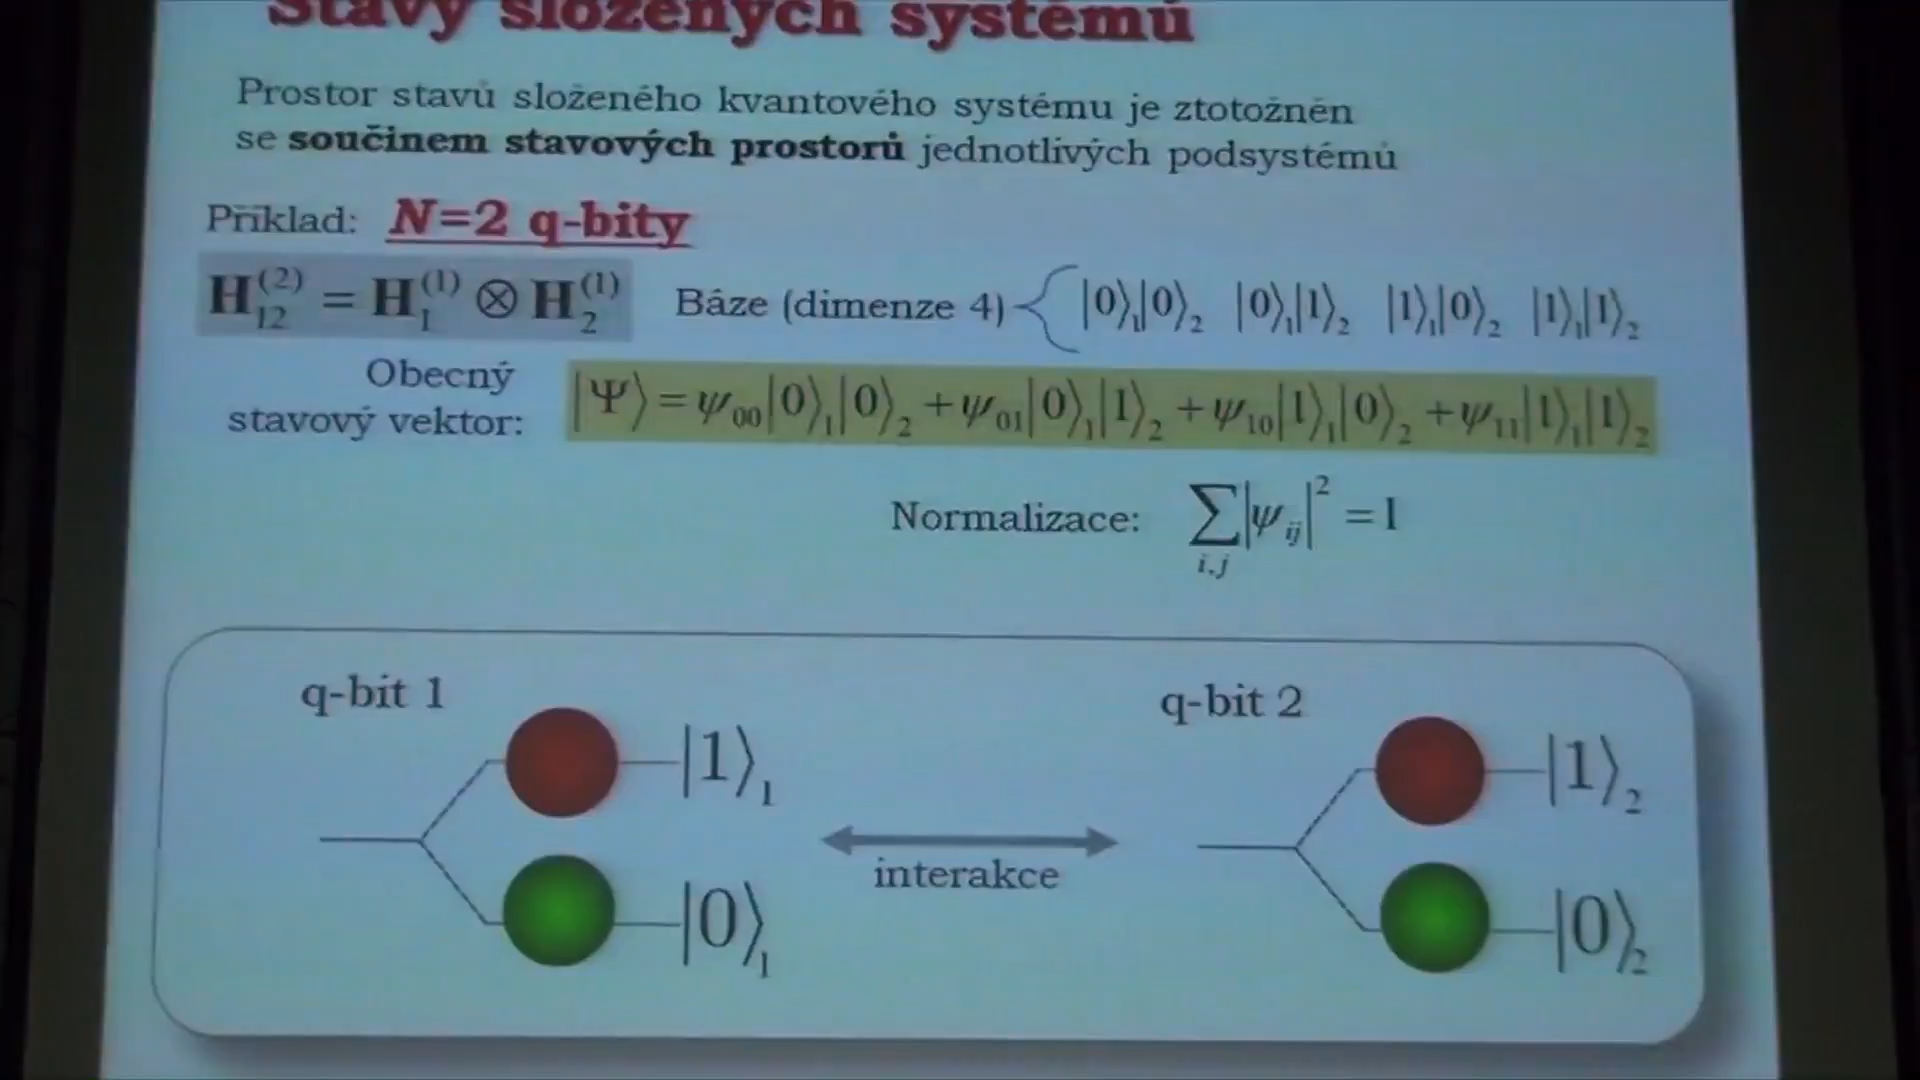 Stavy složených systémů
Prostor stavů složeného kvantového systému je ztotožněn
se součinem stavových prostorů jednotlivých podsystémů
Příklad: N=2 q-bity
H₁₂⁽²⁾ = H₁⁽¹⁾ ⊗ H₂⁽¹⁾ Báze (dimenze 4) { |0⟩₁|0⟩₂ |0⟩₁|1⟩₂ |1⟩₁|0⟩₂ |1⟩₁|1⟩₂
Obecný
stavový vektor: |Ψ⟩ = ψ₀₀|0⟩₁|0⟩₂ + ψ₀₁|0⟩₁|1⟩₂ + ψ₁₀|1⟩₁|0⟩₂ + ψ₁₁|1⟩₁|1⟩₂
Normalizace: ∑ |ψij|² = 1
i,j
q-bit 1 q-bit 2
|1⟩₁ |1⟩₂
interakce
|0⟩₁ |0⟩₂